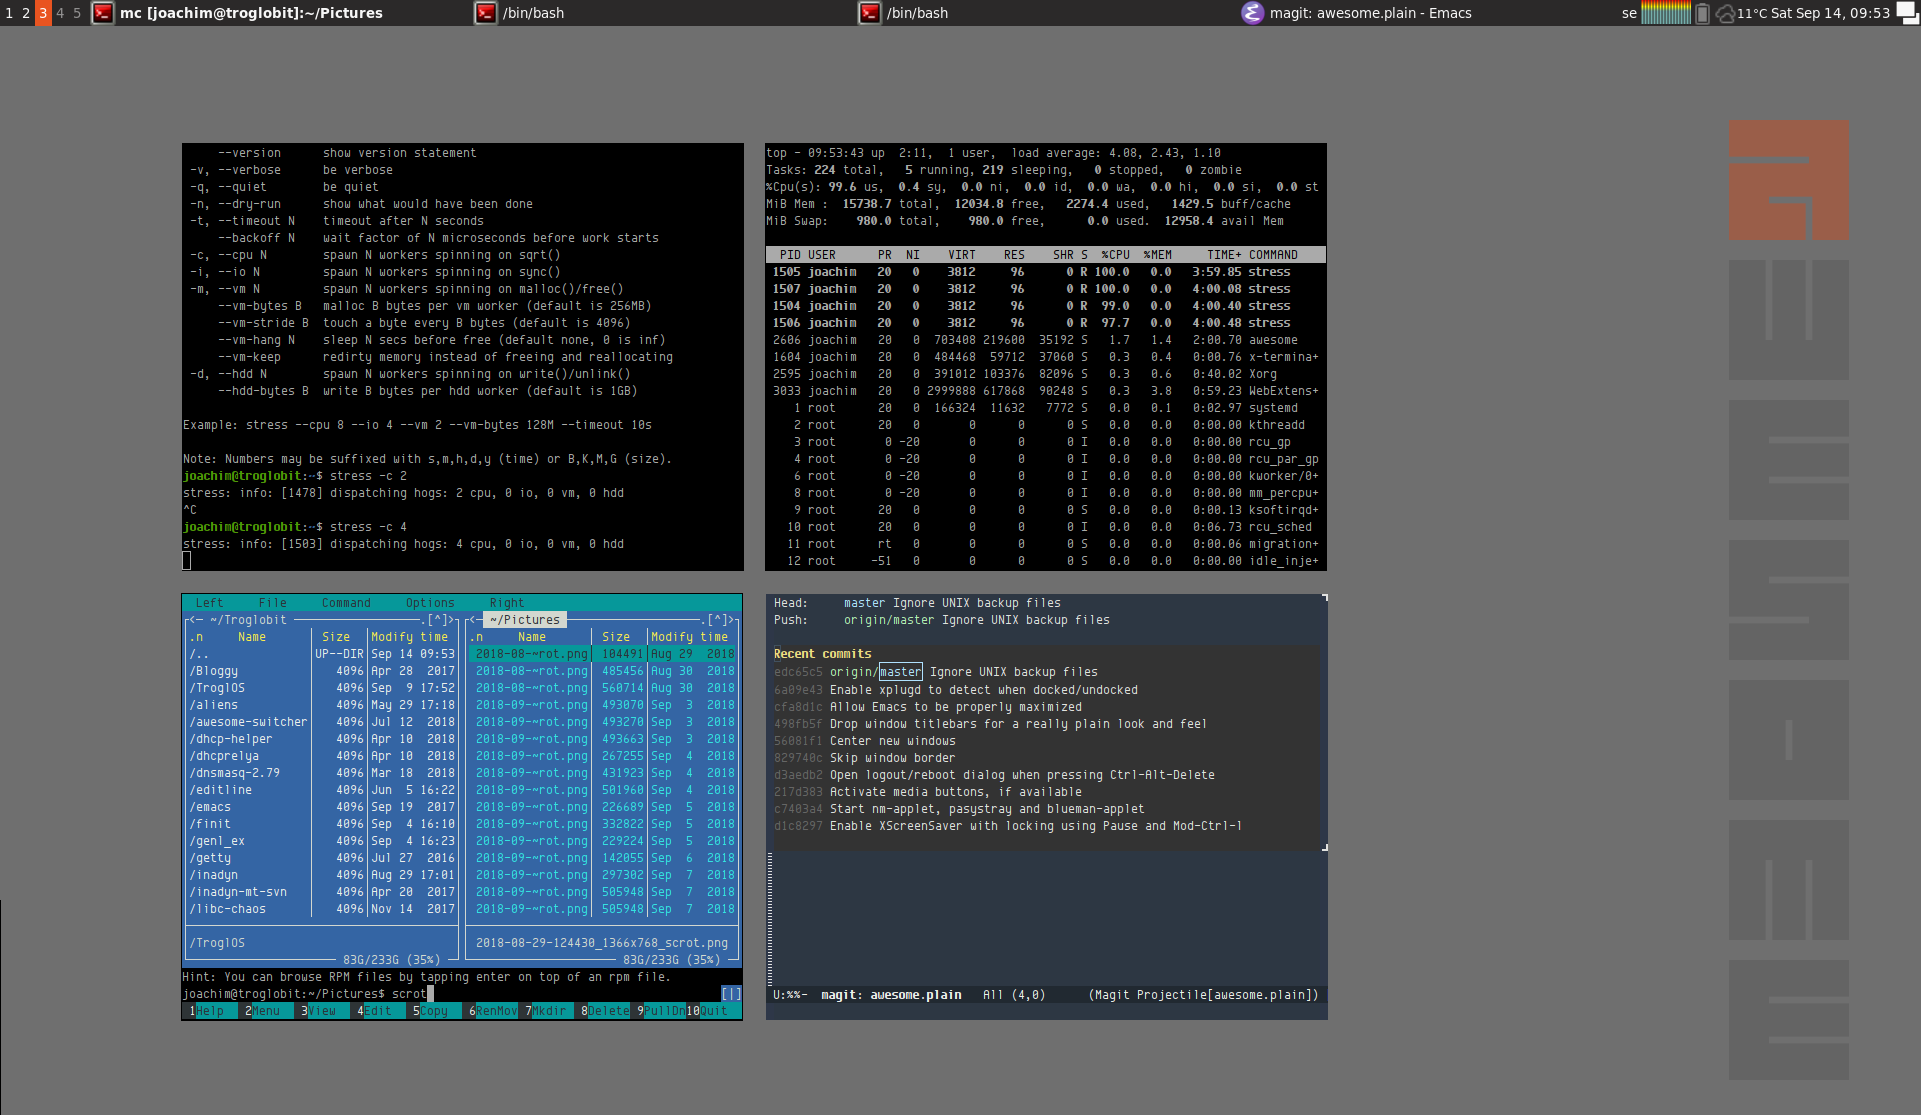 1 2 3 4 5 mc [joachim@troglobit]:~/Pictures /bin/bash /bin/bash magit: awesome.plain - Emacs se 11°C Sat Sep 14, 09:53
--version show version statement
-v, --verbose be verbose
-q, --quiet be quiet
-n, --dry-run show what would have been done
-t, --timeout N timeout after N seconds
--backoff N wait factor of N microseconds before work starts
-c, --cpu N spawn N workers spinning on sqrt()
-i, --io N spawn N workers spinning on sync()
-m, --vm N spawn N workers spinning on malloc()/free()
--vm-bytes B malloc B bytes per vm worker (default is 256MB)
--vm-stride B touch a byte every B bytes (default is 4096)
--vm-hang N sleep N secs before free (default none, 0 is inf)
--vm-keep redirty memory instead of freeing and reallocating
-d, --hdd N spawn N workers spinning on write()/unlink()
--hdd-bytes B write B bytes per hdd worker (default is 1GB)
Example: stress --cpu 8 --io 4 --vm 2 --vm-bytes 128M --timeout 10s
Note: Numbers may be suffixed with s,m,h,d,y (time) or B,K,M,G (size).
joachim@troglobit:~$ stress -c 2
stress: info: [1478] dispatching hogs: 2 cpu, 0 io, 0 vm, 0 hdd
^C
joachim@troglobit:~$ stress -c 4
stress: info: [1503] dispatching hogs: 4 cpu, 0 io, 0 vm, 0 hdd
top - 09:53:43 up 2:11, 1 user, load average: 4.08, 2.43, 1.10
Tasks: 224 total, 5 running, 219 sleeping, 0 stopped, 0 zombie
%Cpu(s): 99.6 us, 0.4 sy, 0.0 ni, 0.0 id, 0.0 wa, 0.0 hi, 0.0 si, 0.0 st
MiB Mem : 15738.7 total, 12034.8 free, 2274.4 used, 1429.5 buff/cache
MiB Swap: 980.0 total, 980.0 free, 0.0 used. 12958.4 avail Mem
PID USER PR NI VIRT RES SHR S %CPU %MEM TIME+ COMMAND
1505 joachim 20 0 3812 96 0 R 100.0 0.0 3:59.85 stress
1507 joachim 20 0 3812 96 0 R 100.0 0.0 4:00.08 stress
1504 joachim 20 0 3812 96 0 R 99.0 0.0 4:00.40 stress
1506 joachim 20 0 3812 96 0 R 97.7 0.0 4:00.48 stress
2606 joachim 20 0 703408 219600 35192 S 1.7 1.4 2:00.70 awesome
1604 joachim 20 0 484468 59712 37060 S 0.3 0.4 0:00.76 x-termina+
2595 joachim 20 0 391012 103376 82096 S 0.3 0.6 0:40.02 Xorg
3033 joachim 20 0 2999888 617868 90248 S 0.3 3.8 0:59.23 WebExtens+
1 root 20 0 166324 11632 7772 S 0.0 0.1 0:02.97 systemd
2 root 20 0 0 0 0 S 0.0 0.0 0:00.00 kthreadd
3 root 0 -20 0 0 0 I 0.0 0.0 0:00.00 rcu_gp
4 root 0 -20 0 0 0 I 0.0 0.0 0:00.00 rcu_par_gp
6 root 0 -20 0 0 0 I 0.0 0.0 0:00.00 kworker/0+
8 root 0 -20 0 0 0 I 0.0 0.0 0:00.00 mm_percpu+
9 root 20 0 0 0 0 S 0.0 0.0 0:00.13 ksoftirqd+
10 root 20 0 0 0 0 I 0.0 0.0 0:06.73 rcu_sched
11 root rt 0 0 0 0 S 0.0 0.0 0:00.06 migration+
12 root -51 0 0 0 0 S 0.0 0.0 0:00.00 idle_inje+
Left File Command Options Right
<- ~/Troglobit .[^]>
.n Name Size Modify time
/.. UP--DIR Sep 14 09:53
/Bloggy 4096 Apr 28 2017
/TroglOS 4096 Sep 9 17:52
/aliens 4096 May 29 17:18
/awesome-switcher 4096 Jul 12 2018
/dhcp-helper 4096 Apr 10 2018
/dhcprelya 4096 Apr 10 2018
/dnsmasq-2.79 4096 Mar 18 2018
/editline 4096 Jun 5 16:22
/emacs 4096 Sep 19 2017
/finit 4096 Sep 4 16:10
/genl_ex 4096 Sep 4 16:23
/getty 4096 Jul 27 2016
/inadyn 4096 Aug 29 17:01
/inadyn-mt-svn 4096 Apr 20 2017
/libc-chaos 4096 Nov 14 2017
/TroglOS
83G/233G (35%)
<- ~/Pictures .[^]>
.n Name Size Modify time
2018-08-~rot.png 104491 Aug 29 2018
2018-08-~rot.png 485456 Aug 30 2018
2018-08-~rot.png 560714 Aug 30 2018
2018-09-~rot.png 493070 Sep 3 2018
2018-09-~rot.png 493270 Sep 3 2018
2018-09-~rot.png 493663 Sep 3 2018
2018-09-~rot.png 267255 Sep 4 2018
2018-09-~rot.png 431923 Sep 4 2018
2018-09-~rot.png 501960 Sep 4 2018
2018-09-~rot.png 226689 Sep 5 2018
2018-09-~rot.png 332822 Sep 5 2018
2018-09-~rot.png 229224 Sep 5 2018
2018-09-~rot.png 142055 Sep 6 2018
2018-09-~rot.png 297302 Sep 7 2018
2018-09-~rot.png 505948 Sep 7 2018
2018-09-~rot.png 505948 Sep 7 2018
2018-08-29-124430_1366x768_scrot.png
83G/233G (35%)
Hint: You can browse RPM files by tapping enter on top of an rpm file.
joachim@troglobit:~/Pictures$ scrot [|]
1Help 2Menu 3View 4Edit 5Copy 6RenMov 7Mkdir 8Delete 9PullDn 10Quit
Head: master Ignore UNIX backup files
Push: origin/master Ignore UNIX backup files
Recent commits
edc65c5 origin/master Ignore UNIX backup files
6a09e43 Enable xplugd to detect when docked/undocked
cfa8d1c Allow Emacs to be properly maximized
498fb5f Drop window titlebars for a really plain look and feel
56081f1 Center new windows
829740c Skip window border
d3aedb2 Open logout/reboot dialog when pressing Ctrl-Alt-Delete
217d383 Activate media buttons, if available
c7403a4 Start nm-applet, pasystray and blueman-applet
d1c8297 Enable XScreenSaver with locking using Pause and Mod-Ctrl-l
U:%%- magit: awesome.plain All (4,0) (Magit Projectile[awesome.plain])